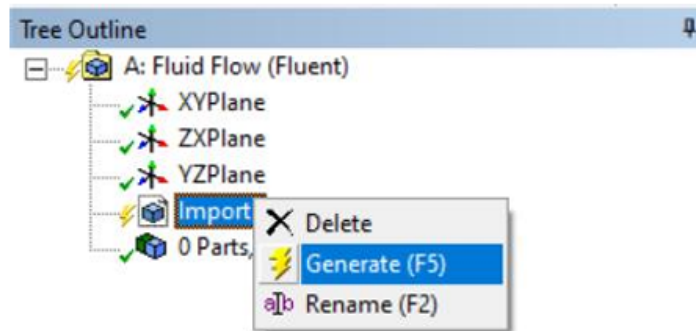 Tree Outline
A: Fluid Flow (Fluent)
XYPlane
ZXPlane
YZPlane
Import
Delete
0 Parts,
Generate (F5)
Rename (F2)